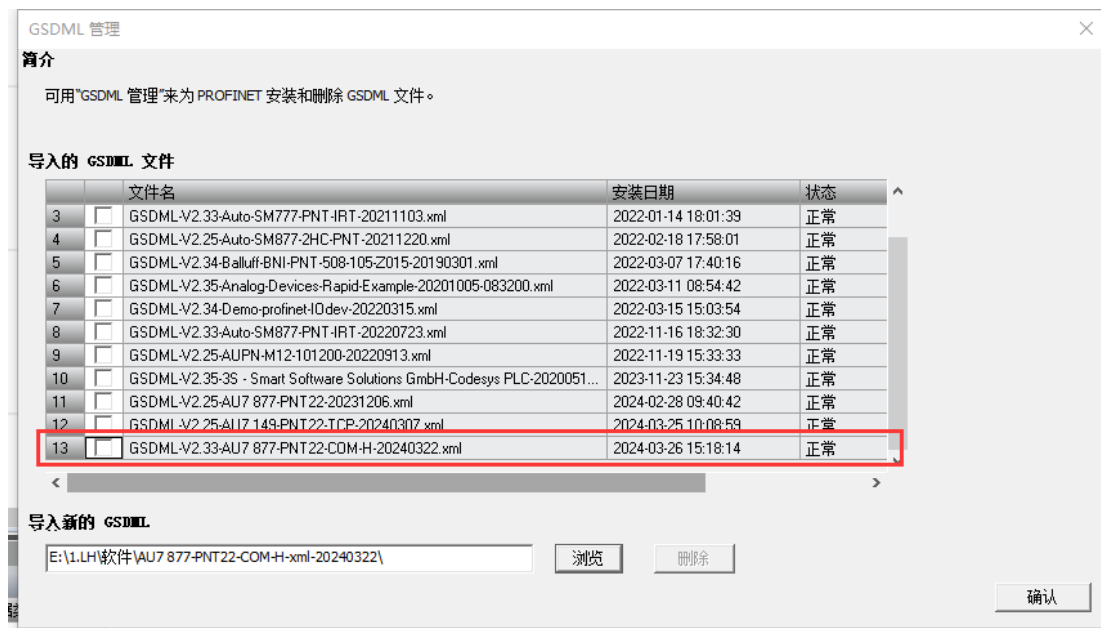 GSDML 管理
简介
可用"GSDML 管理"来为 PROFINET 安装和删除 GSDML 文件。
导入的 GSDML 文件
文件名 安装日期 状态
3 GSDML-V2.33-Auto-SM777-PNT-IRT-20211103.xml 2022-01-14 18:01:39 正常
4 GSDML-V2.25-Auto-SM877-2HC-PNT-20211220.xml 2022-02-18 17:58:01 正常
5 GSDML-V2.34-Balluff-BNI-PNT-508-105-Z015-20190301.xml 2022-03-07 17:40:16 正常
6 GSDML-V2.35-Analog-Devices-Rapid-Example-20201005-083200.xml 2022-03-11 08:54:42 正常
7 GSDML-V2.34-Demo-profinet-IOdev-20220315.xml 2022-03-15 15:03:54 正常
8 GSDML-V2.33-Auto-SM877-PNT-IRT-20220723.xml 2022-11-16 18:32:30 正常
9 GSDML-V2.25-AUPN-M12-101200-20220913.xml 2022-11-19 15:33:33 正常
10 GSDML-V2.35-3S - Smart Software Solutions GmbH-Codesys PLC-2020051... 2023-11-23 15:34:48 正常
11 GSDML-V2.25-AU7 877-PNT22-20231206.xml 2024-02-28 09:40:42 正常
12 GSDML-V2.25-AU7 149-PNT22-TCP-20240307.xml 2024-03-25 10:08:59 正常
13 GSDML-V2.33-AU7 877-PNT22-COM-H-20240322.xml 2024-03-26 15:18:14 正常
导入新的 GSDML
E:\1.LH\软件\AU7 877-PNT22-COM-H-xml-20240322\ 浏览 删除
确认